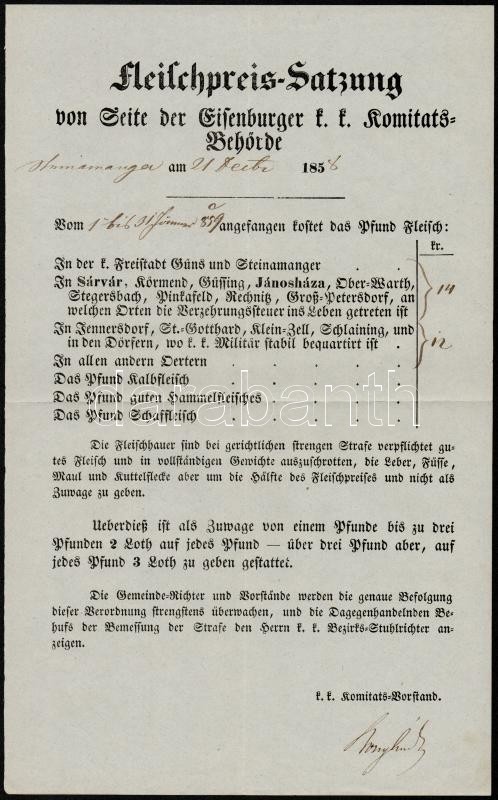 Fleischpreis-Satzung
von Seite der Eisenburger k. k. Komitats-
Behörde
Steinamanger am 21 Decbr 1858
Vom 1 bis 31 Jänner 859 angefangen kostet das Pfund Fleisch:
kr.
In der k. Freistadt Güns und Steinamanger . .
In Sárvár, Körmend, Güssing, Jánosháza, Ober-Warth,
Stegersbach, Pinkafeld, Rechnitz, Groß-Petersdorf, an
welchen Orten die Verzehrungssteuer ins Leben getreten ist
14
In Jennersdorf, St.-Gotthard, Klein-Zell, Schlaining, und
in den Dörfern, wo k. k. Militär stabil bequartirt ist .
12
In allen andern Oertern . . . .
Das Pfund Kalbfleisch . . . . .
Das Pfund guten Hammelfleisches . . . .
Das Pfund Schaffleisch . . . . .
darabanth
Die Fleischhauer sind bei gerichtlichen strengen Strafe verpflichtet gu-
tes Fleisch und in vollständigen Gewichte auszuschrotten, die Leber, Füsse,
Maul und Kuttelflecke aber um die Hälfte des Fleischpreises und nicht als
Zuwage zu geben.
Ueberdieß ist als Zuwage von einem Pfunde bis zu drei
Pfunden 2 Loth auf jedes Pfund — über drei Pfund aber, auf
jedes Pfund 3 Loth zu geben gestattet.
Die Gemeinde-Richter und Vorstände werden die genaue Befolgung
dieser Verordnung strengstens überwachen, und die Dagegenhandelnden Be-
hufs der Bemessung der Strafe den Herrn k. k. Bezirks-Stuhlrichter an-
zeigen.
k. k. Komitats-Vorstand.